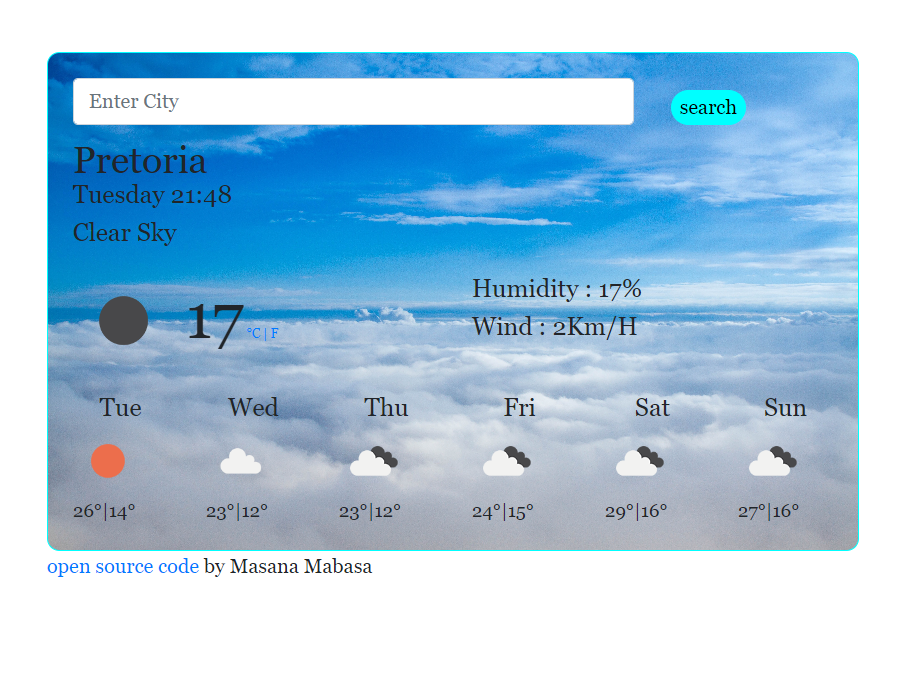 Enter City
search
Pretoria
Tuesday 21:48
Clear Sky
17 °C | F
Humidity : 17%
Wind : 2Km/H
Tue Wed Thu Fri Sat Sun
26°|14° 23°|12° 23°|12° 24°|15° 29°|16° 27°|16°
open source code by Masana Mabasa